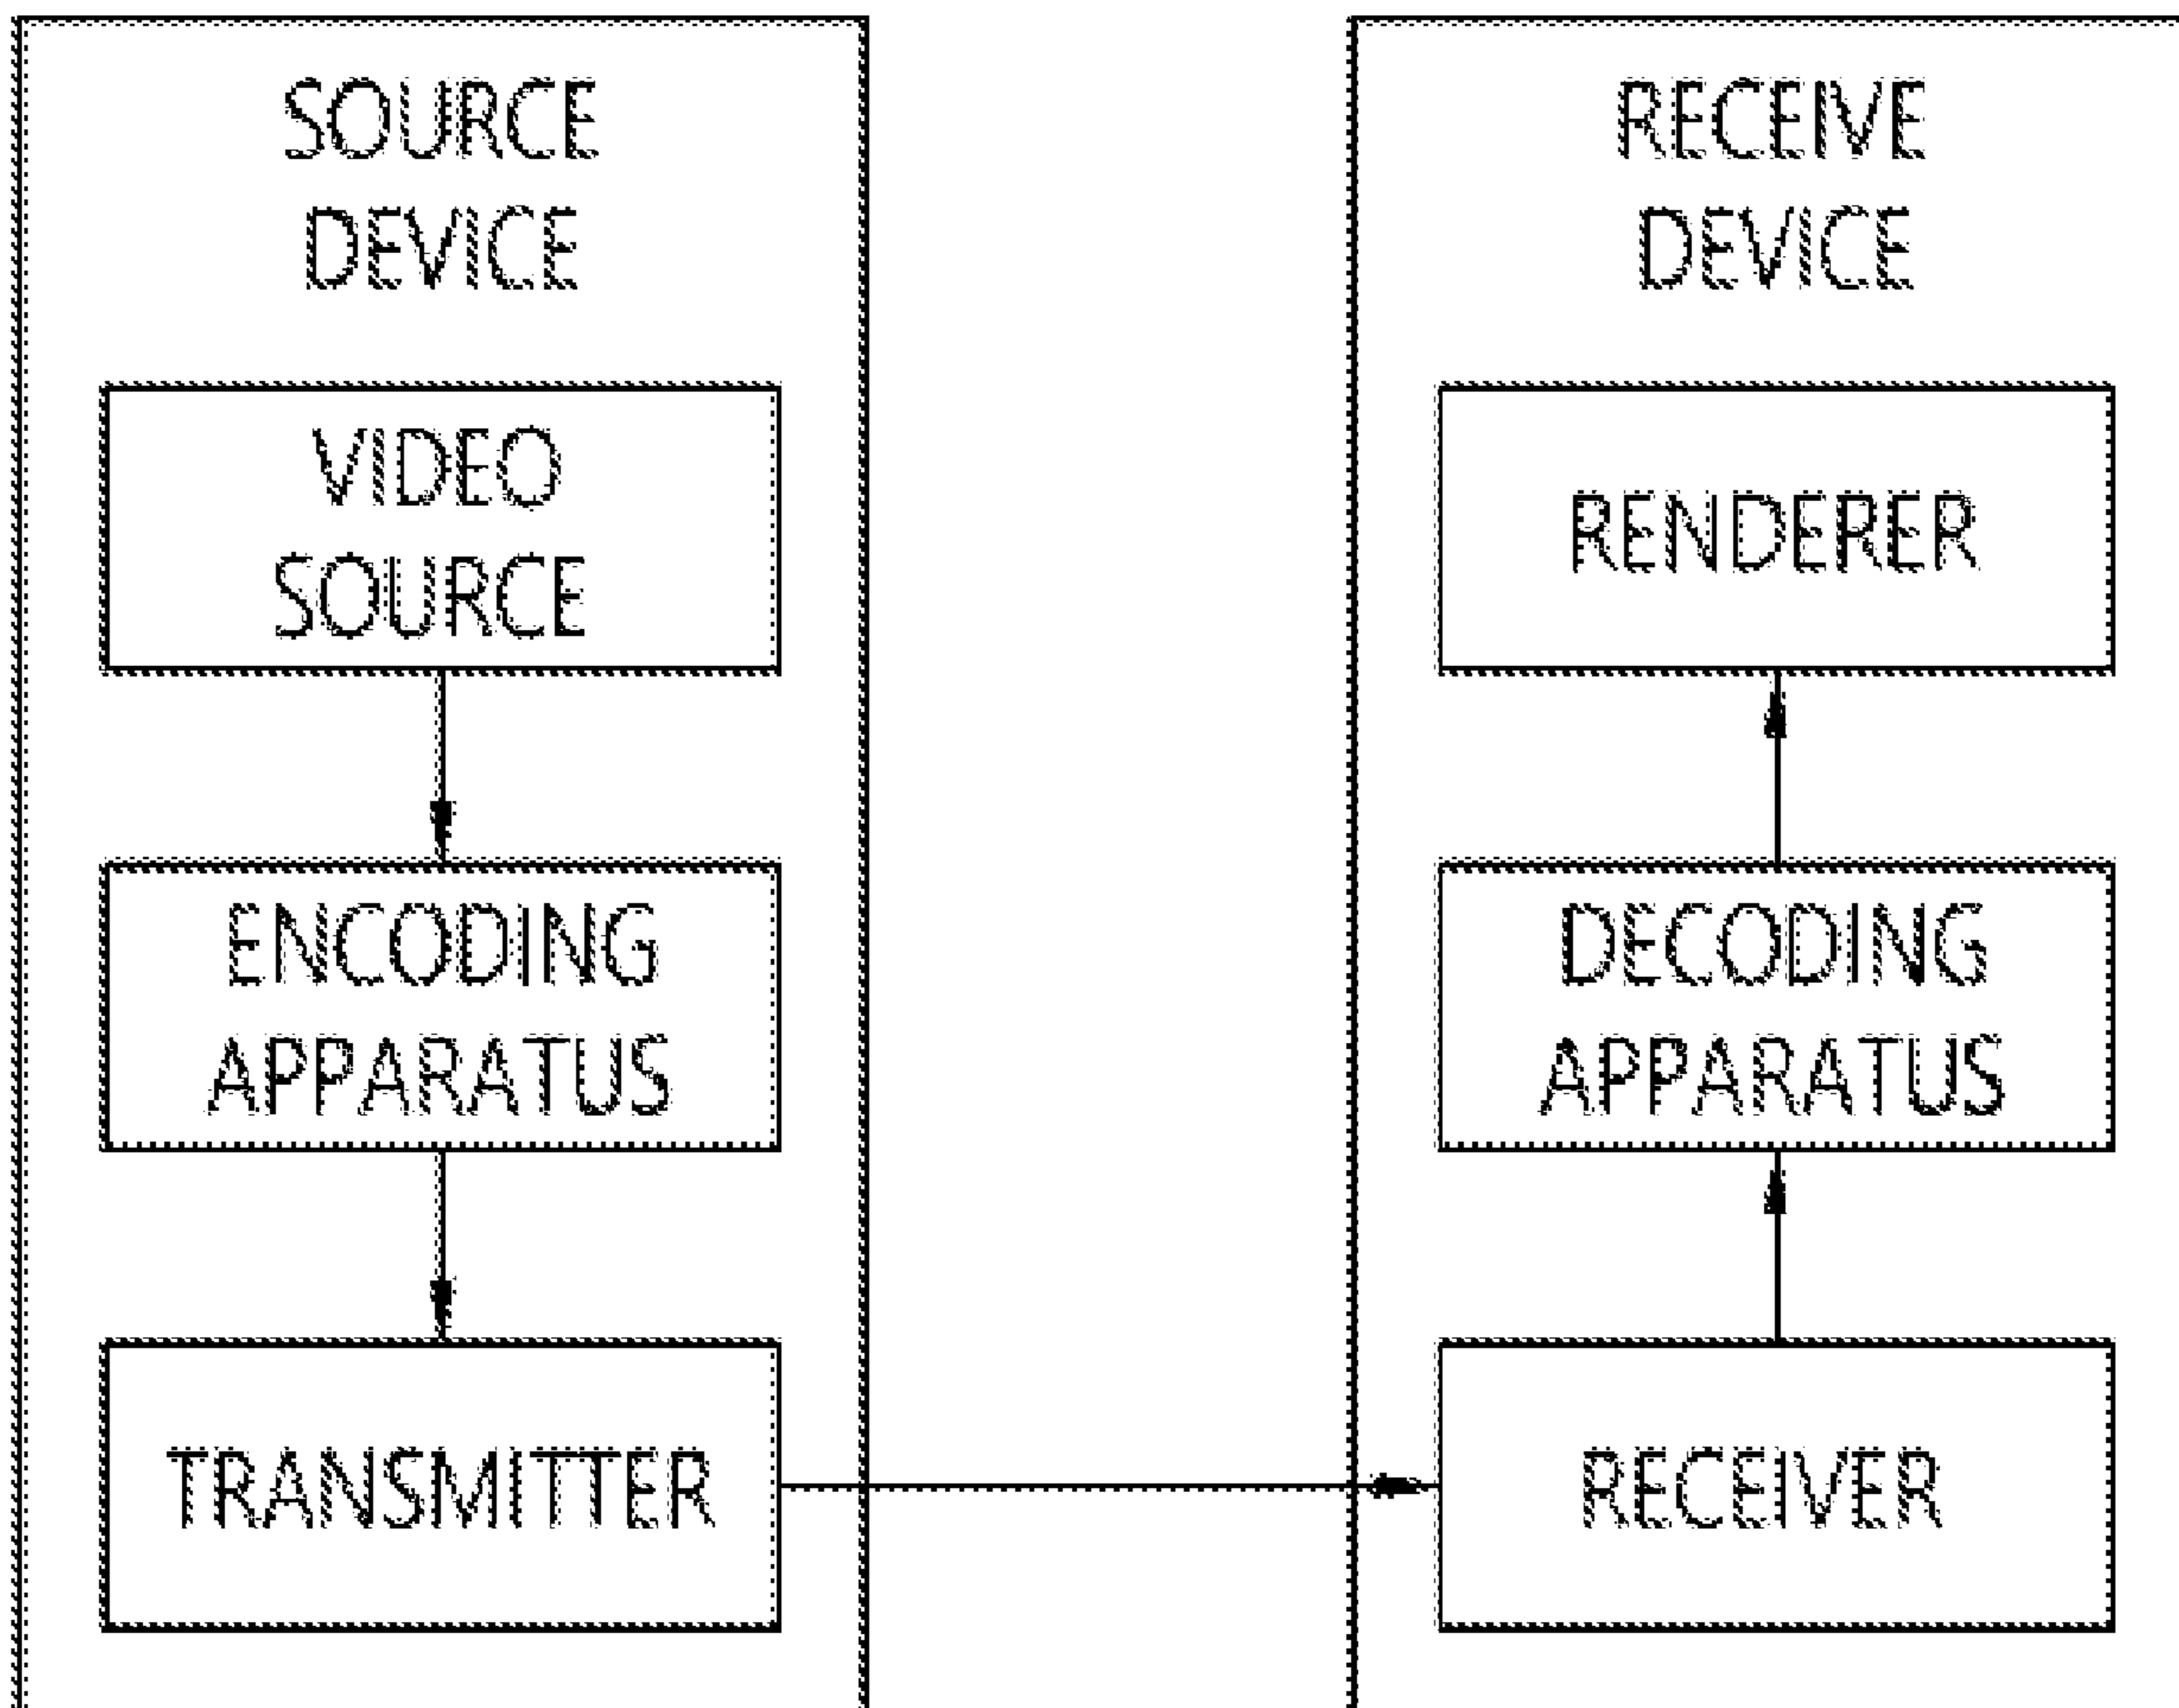 SOURCE
DEVICE
VIDEO
SOURCE
ENCODING
APPARATUS
TRANSMITTER
RECEIVE
DEVICE
RENDERER
DECODING
APPARATUS
RECEIVER